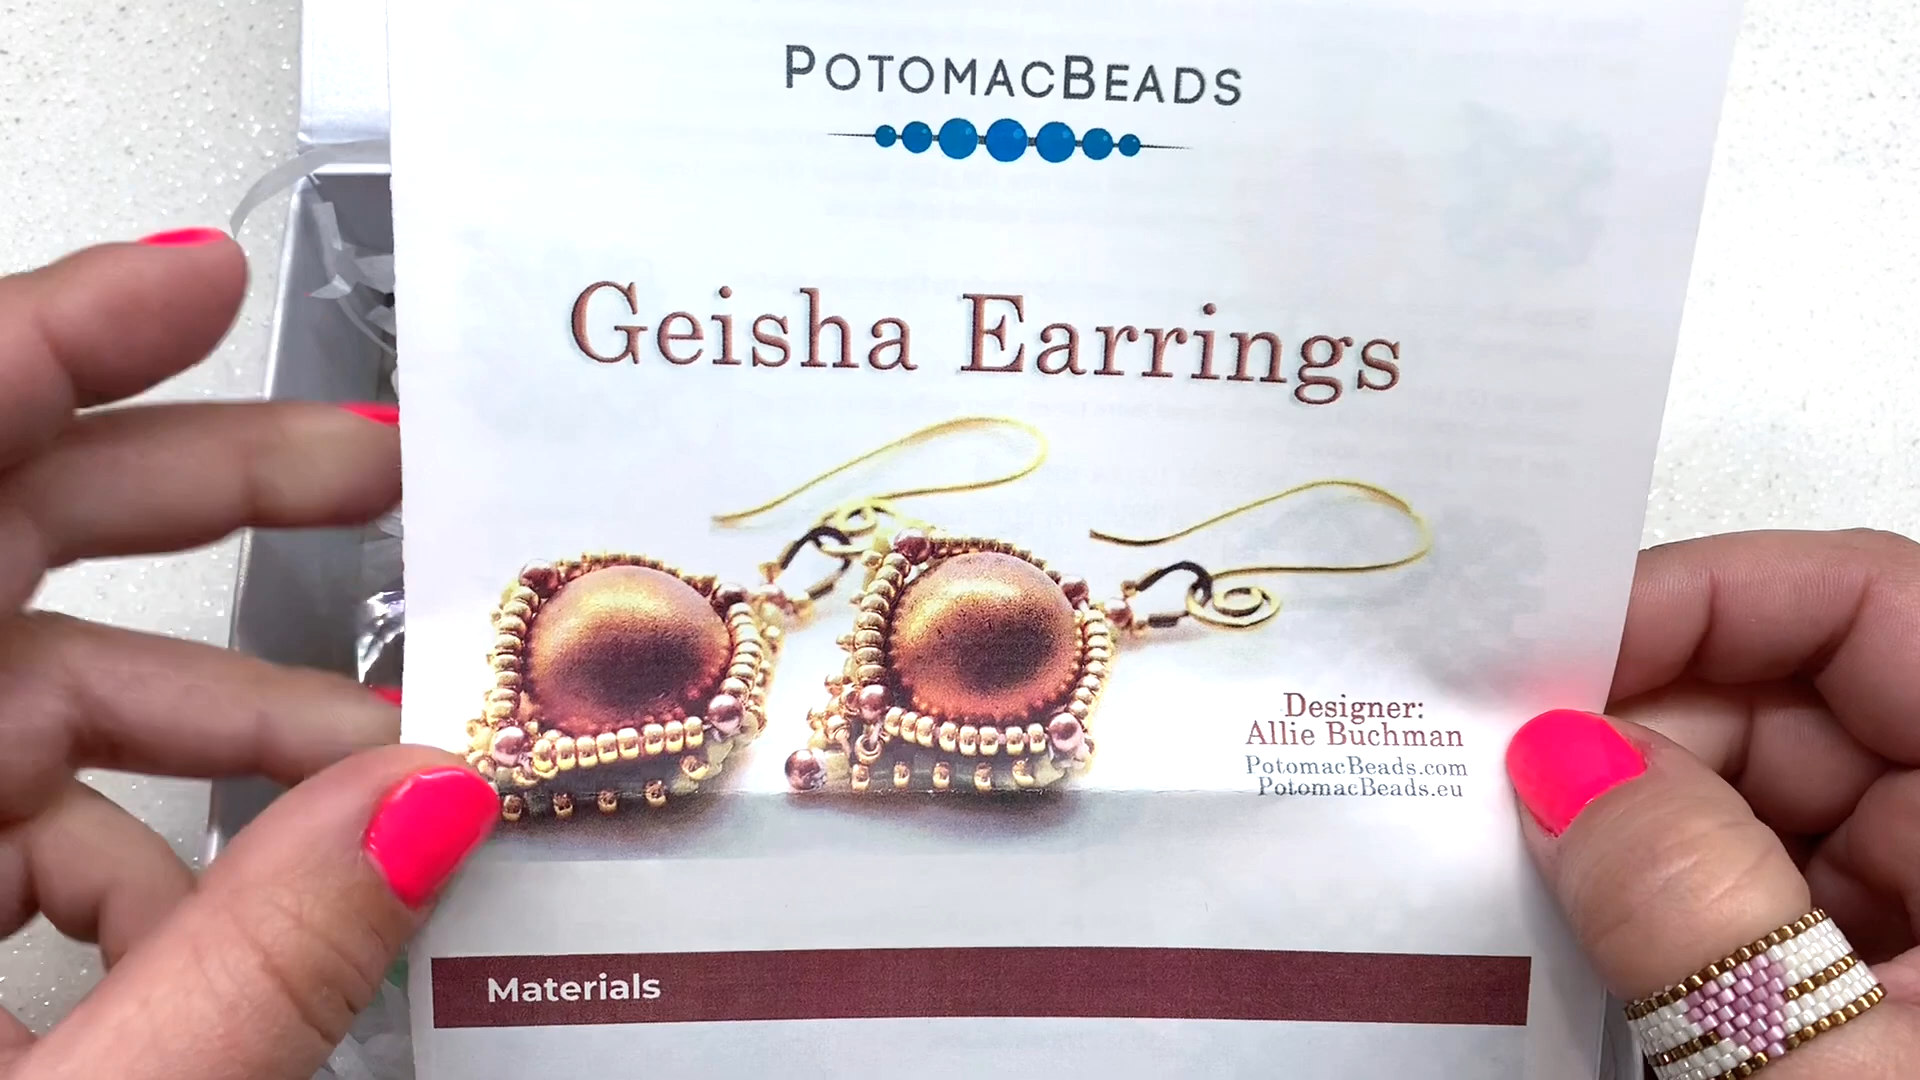 POTOMACBEADS
Geisha Earrings
Designer:
Allie Buchman
PotomacBeads.com
PotomacBeads.eu
Materials